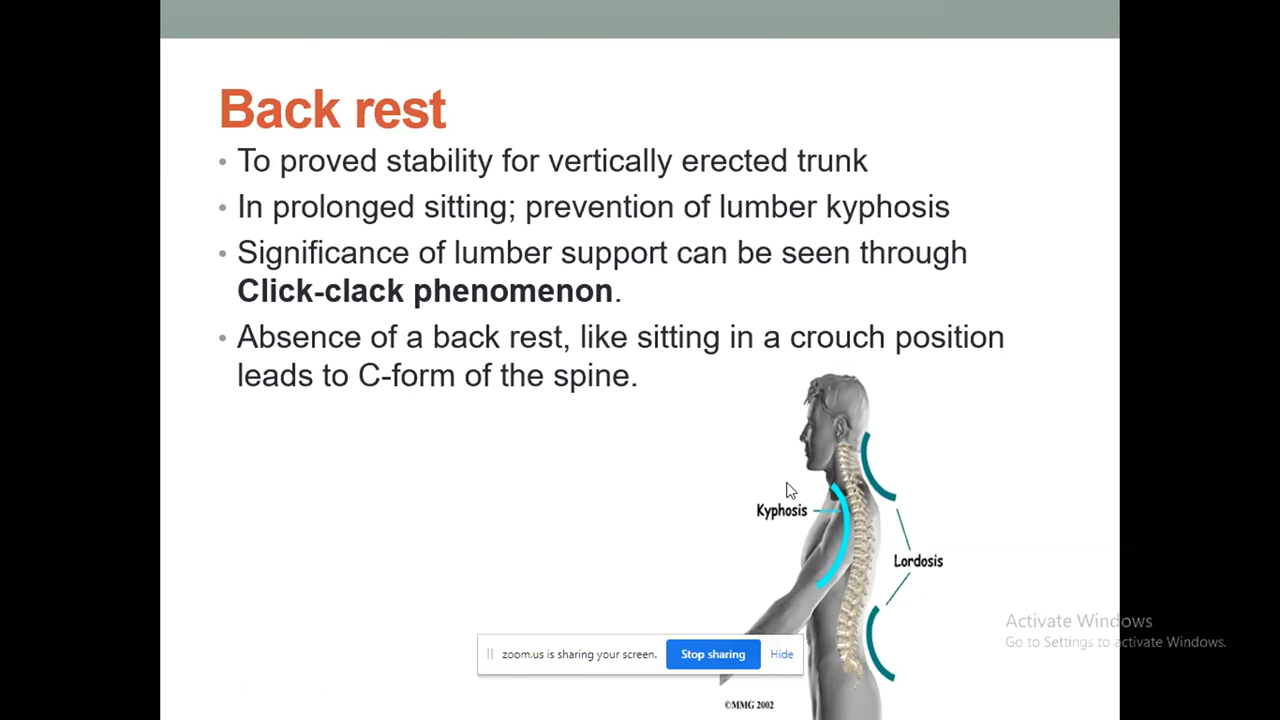 Back rest
• To proved stability for vertically erected trunk
• In prolonged sitting; prevention of lumber kyphosis
• Significance of lumber support can be seen through
Click-clack phenomenon.
• Absence of a back rest, like sitting in a crouch position
leads to C-form of the spine.
Kyphosis
Lordosis
Activate Windows
Go to Settings to activate Windows.
zoom.us is sharing your screen. Stop sharing Hide
©MMG 2002